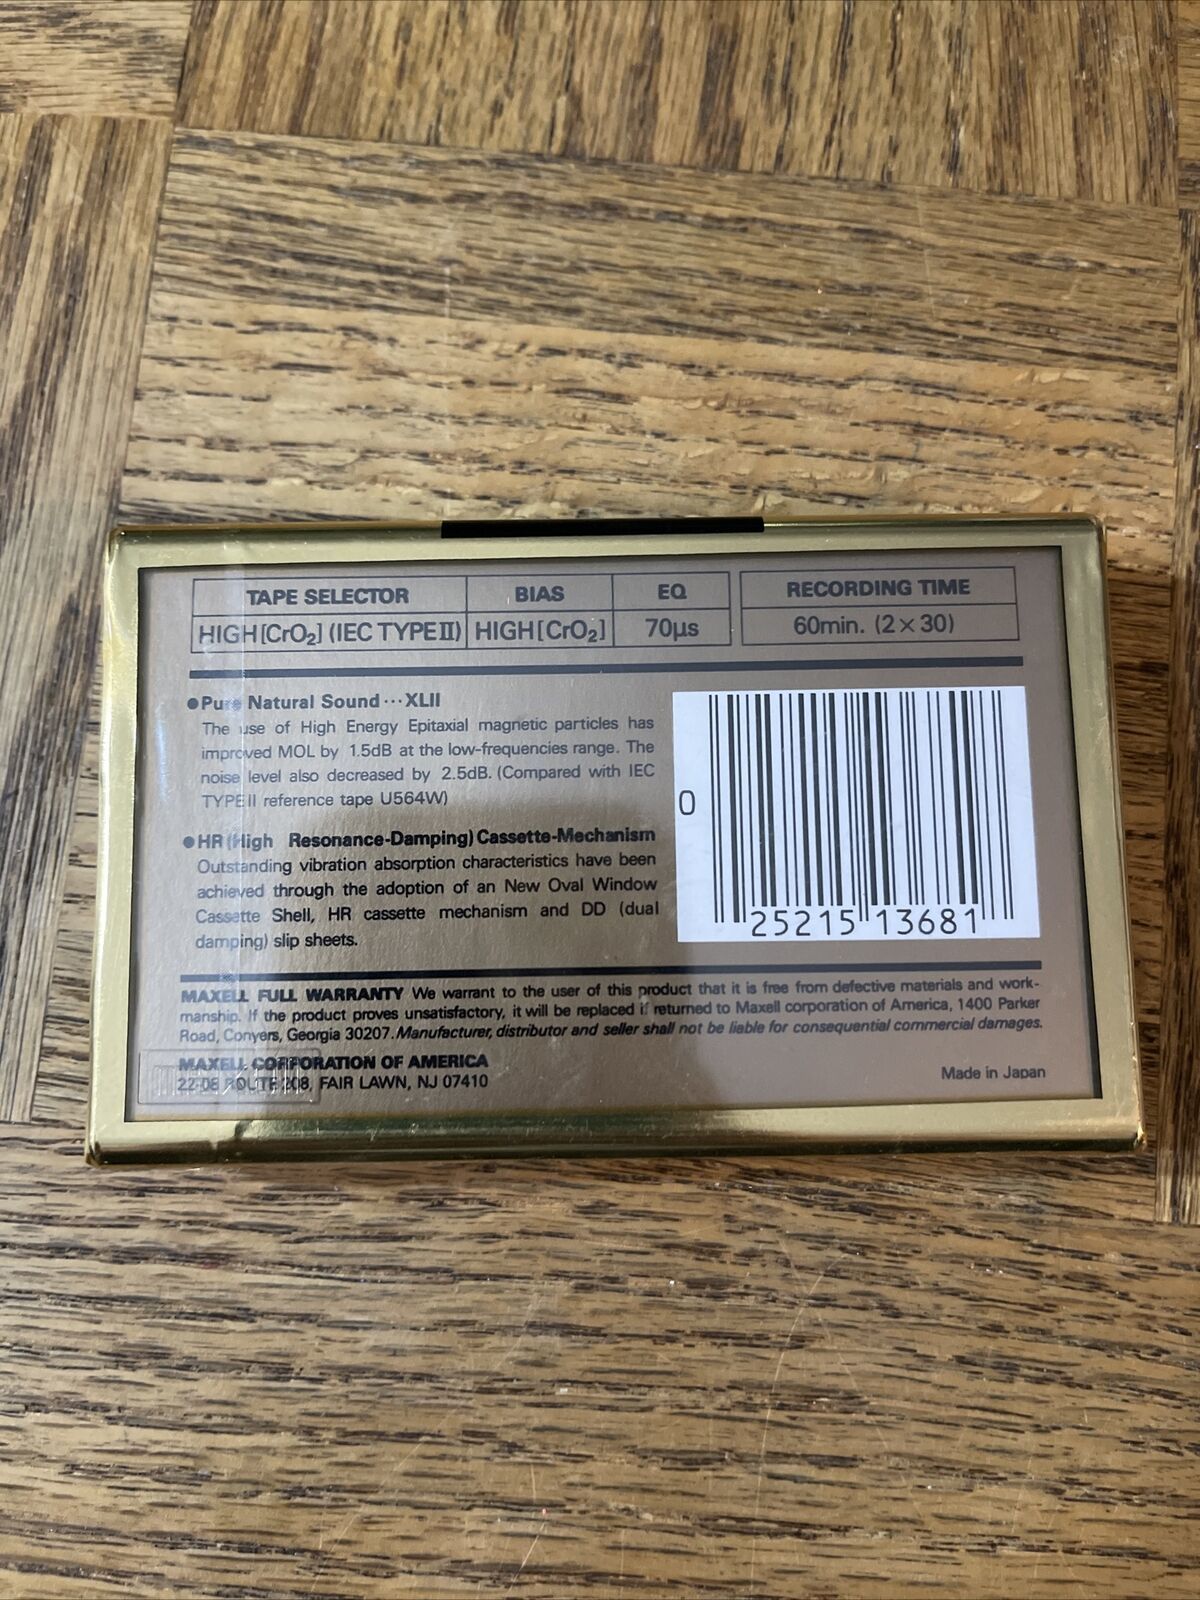 TAPE SELECTOR BIAS EQ RECORDING TIME
HIGH [CrO₂] (IEC TYPE II) HIGH [CrO₂] 70μs 60min. (2 × 30)
●Pure Natural Sound···XLII
The use of High Energy Epitaxial magnetic particles has
improved MOL by 1.5dB at the low-frequencies range. The
noise level also decreased by 2.5dB. (Compared with IEC
TYPE II reference tape U564W)
●HR (High Resonance-Damping) Cassette-Mechanism
Outstanding vibration absorption characteristics have been
achieved through the adoption of an New Oval Window
Cassette Shell, HR cassette mechanism and DD (dual
damping) slip sheets.
0 25215 13681
MAXELL FULL WARRANTY We warrant to the user of this product that it is free from defective materials and work-
manship. If the product proves unsatisfactory, it will be replaced if returned to Maxell corporation of America, 1400 Parker
Road, Conyers, Georgia 30207. Manufacturer, distributor and seller shall not be liable for consequential commercial damages.
MAXELL CORPORATION OF AMERICA
22-08 ROUTE 208, FAIR LAWN, NJ 07410
Made in Japan